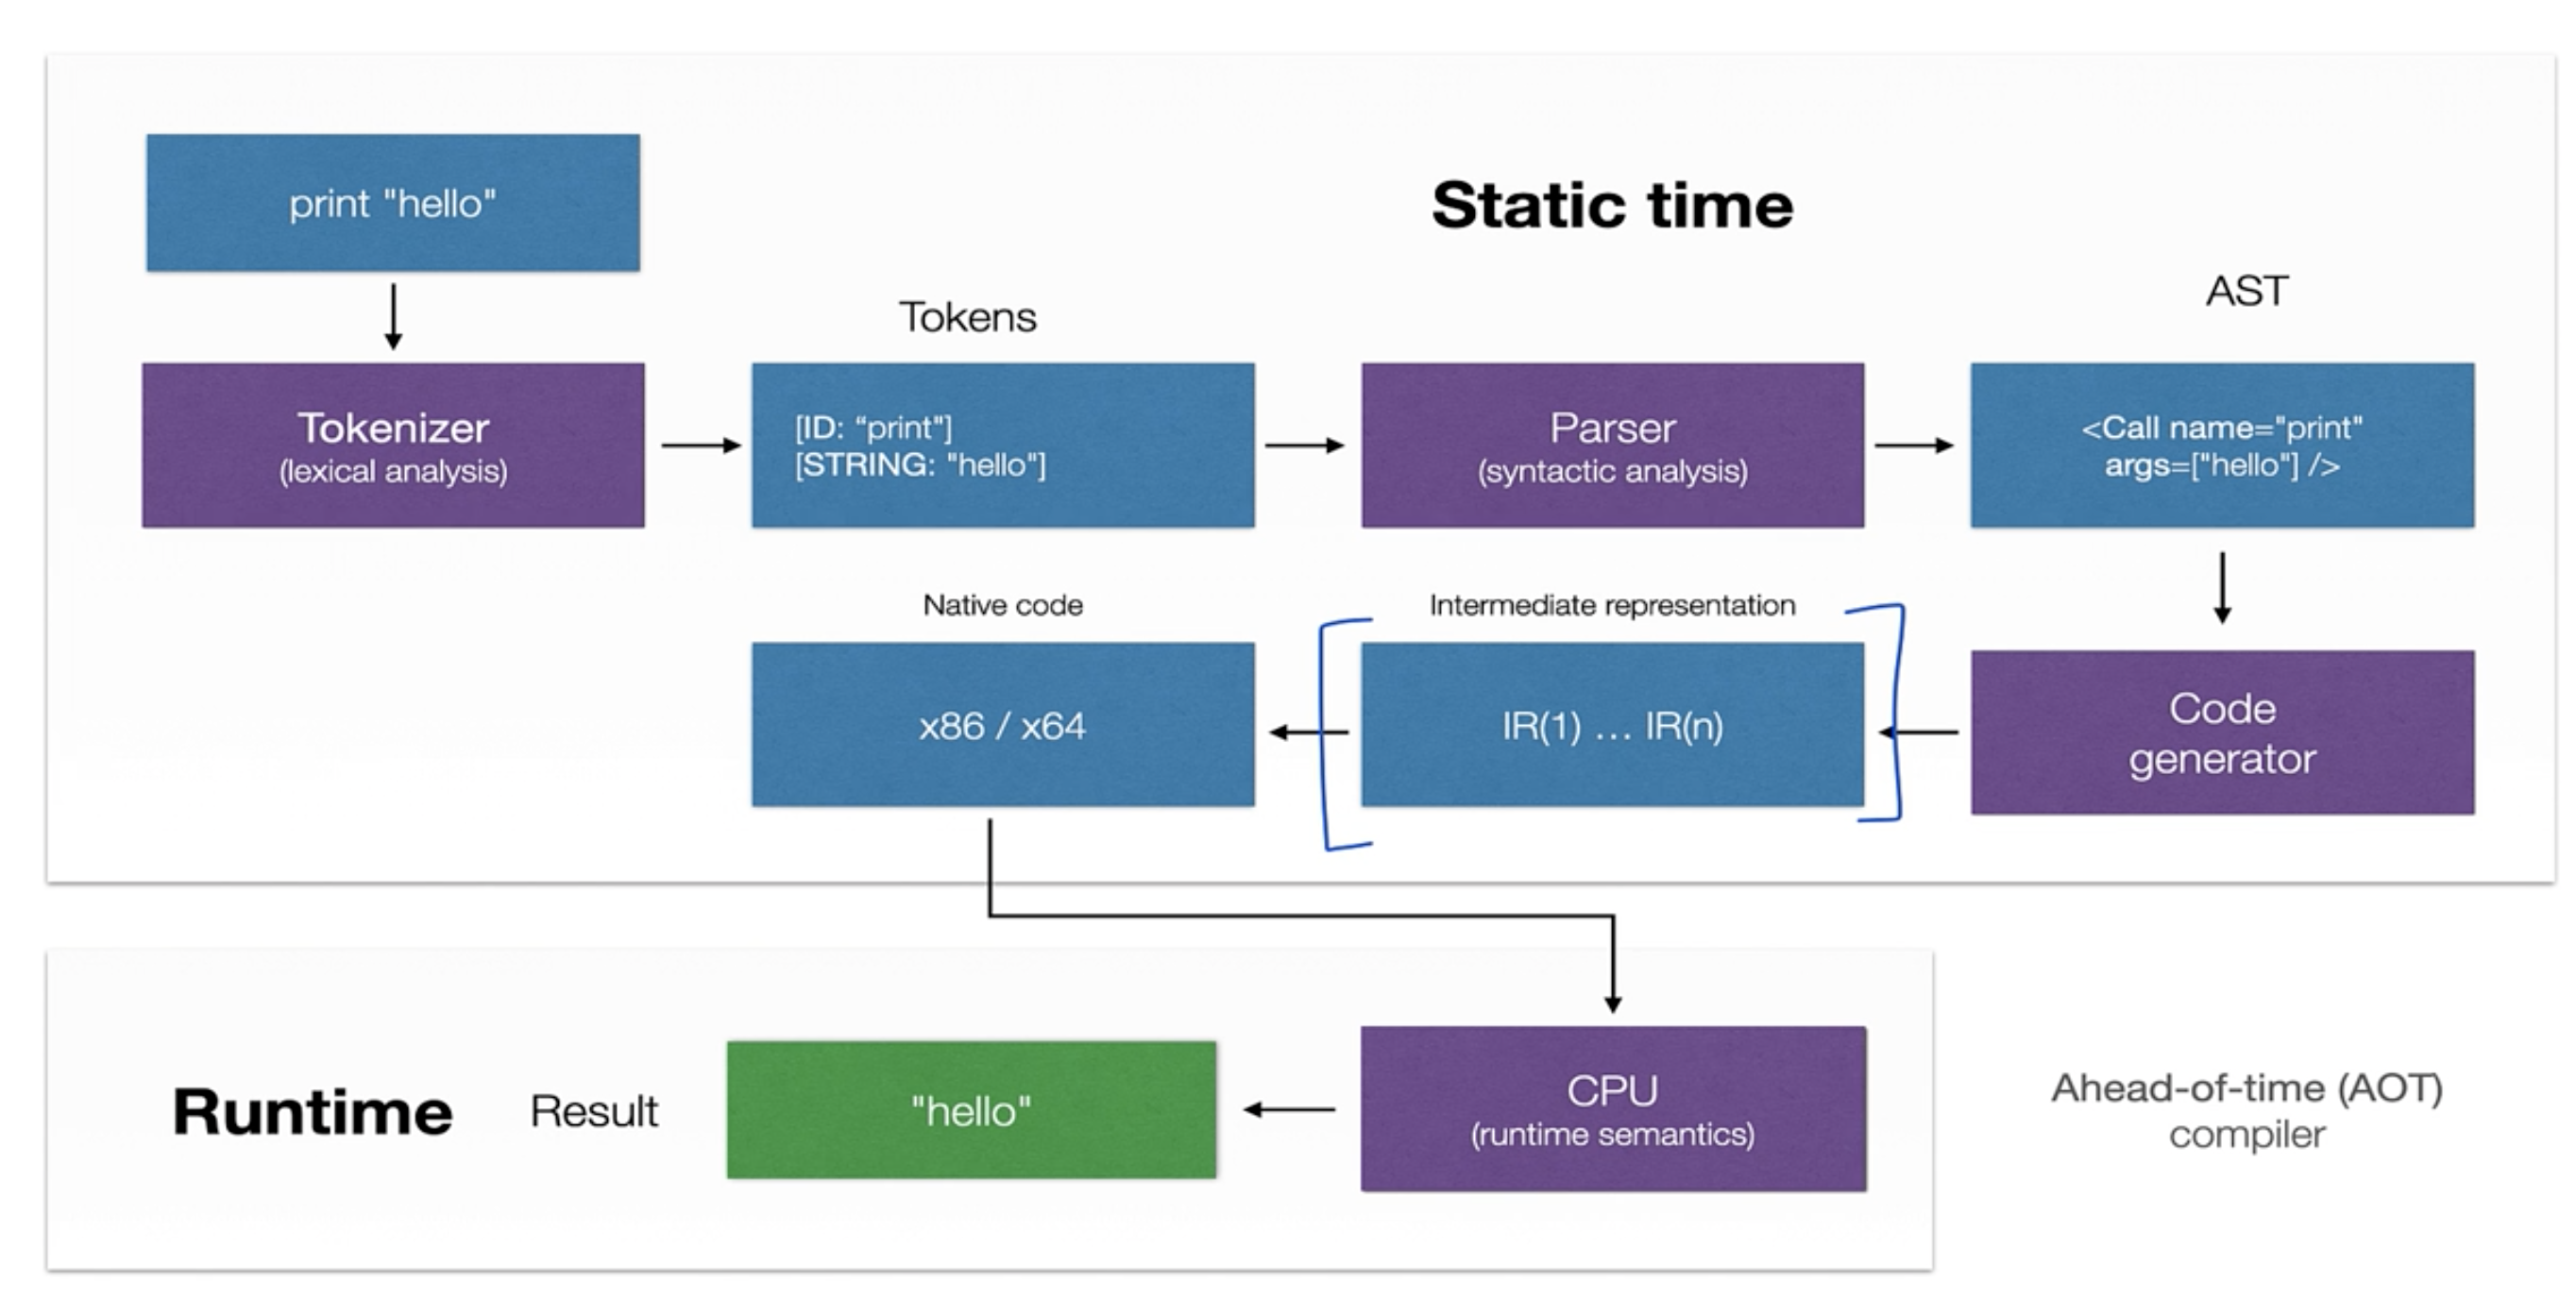 print "hello"
Static time
Tokens
AST
Tokenizer
(lexical analysis)
[ID: “print"]
[STRING: "hello"]
Parser
(syntactic analysis)
<Call name="print"
args=["hello"] />
Native code
Intermediate representation
x86 / x64
IR(1) ... IR(n)
Code
generator
Runtime
Result
"hello"
CPU
(runtime semantics)
Ahead-of-time (AOT)
compiler